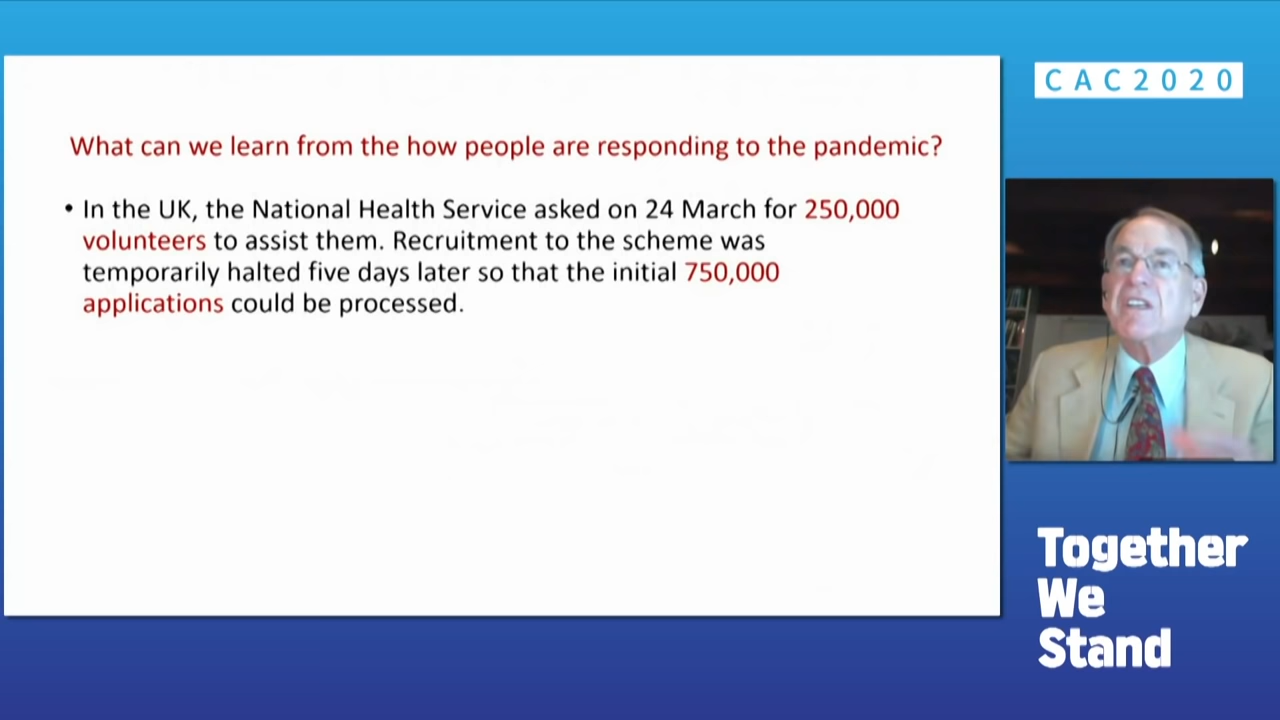 CAC2020
What can we learn from the how people are responding to the pandemic?
• In the UK, the National Health Service asked on 24 March for 250,000
volunteers to assist them. Recruitment to the scheme was
temporarily halted five days later so that the initial 750,000
applications could be processed.
Together
We
Stand